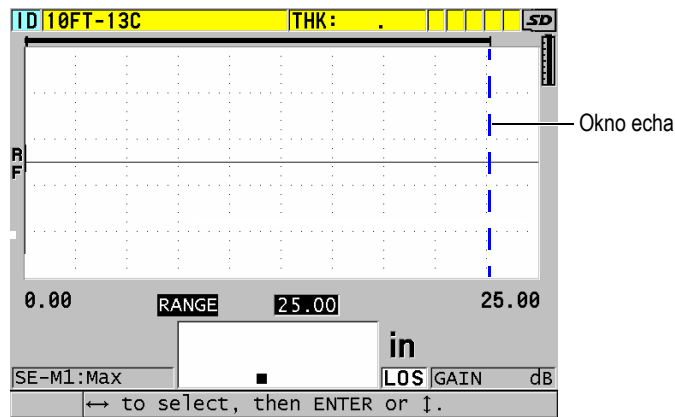 ID 10FT-13C THK: . SD
Okno echa
R
F
0.00 RANGE 25.00 25.00
in
SE-M1:Max LOS GAIN dB
↔ to select, then ENTER or ↕.